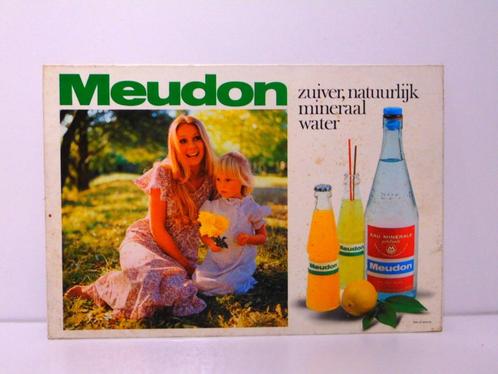 Meudon
zuiver, natuurlijk
mineraal
water
Meudon
Meudon
EAU MINERALE
Meudon